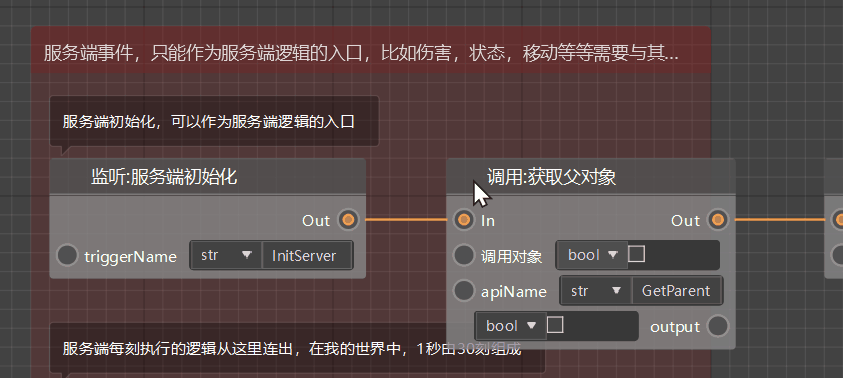 服务端事件，只能作为服务端逻辑的入口，比如伤害，状态，移动等等需要与其...
服务端初始化，可以作为服务端逻辑的入口
监听:服务端初始化
Out
triggerName str InitServer
调用:获取父对象
In Out
调用对象 bool
apiName str GetParent
bool output
服务端每刻执行的逻辑从这里连出，在我的世界中，1秒由30刻组成